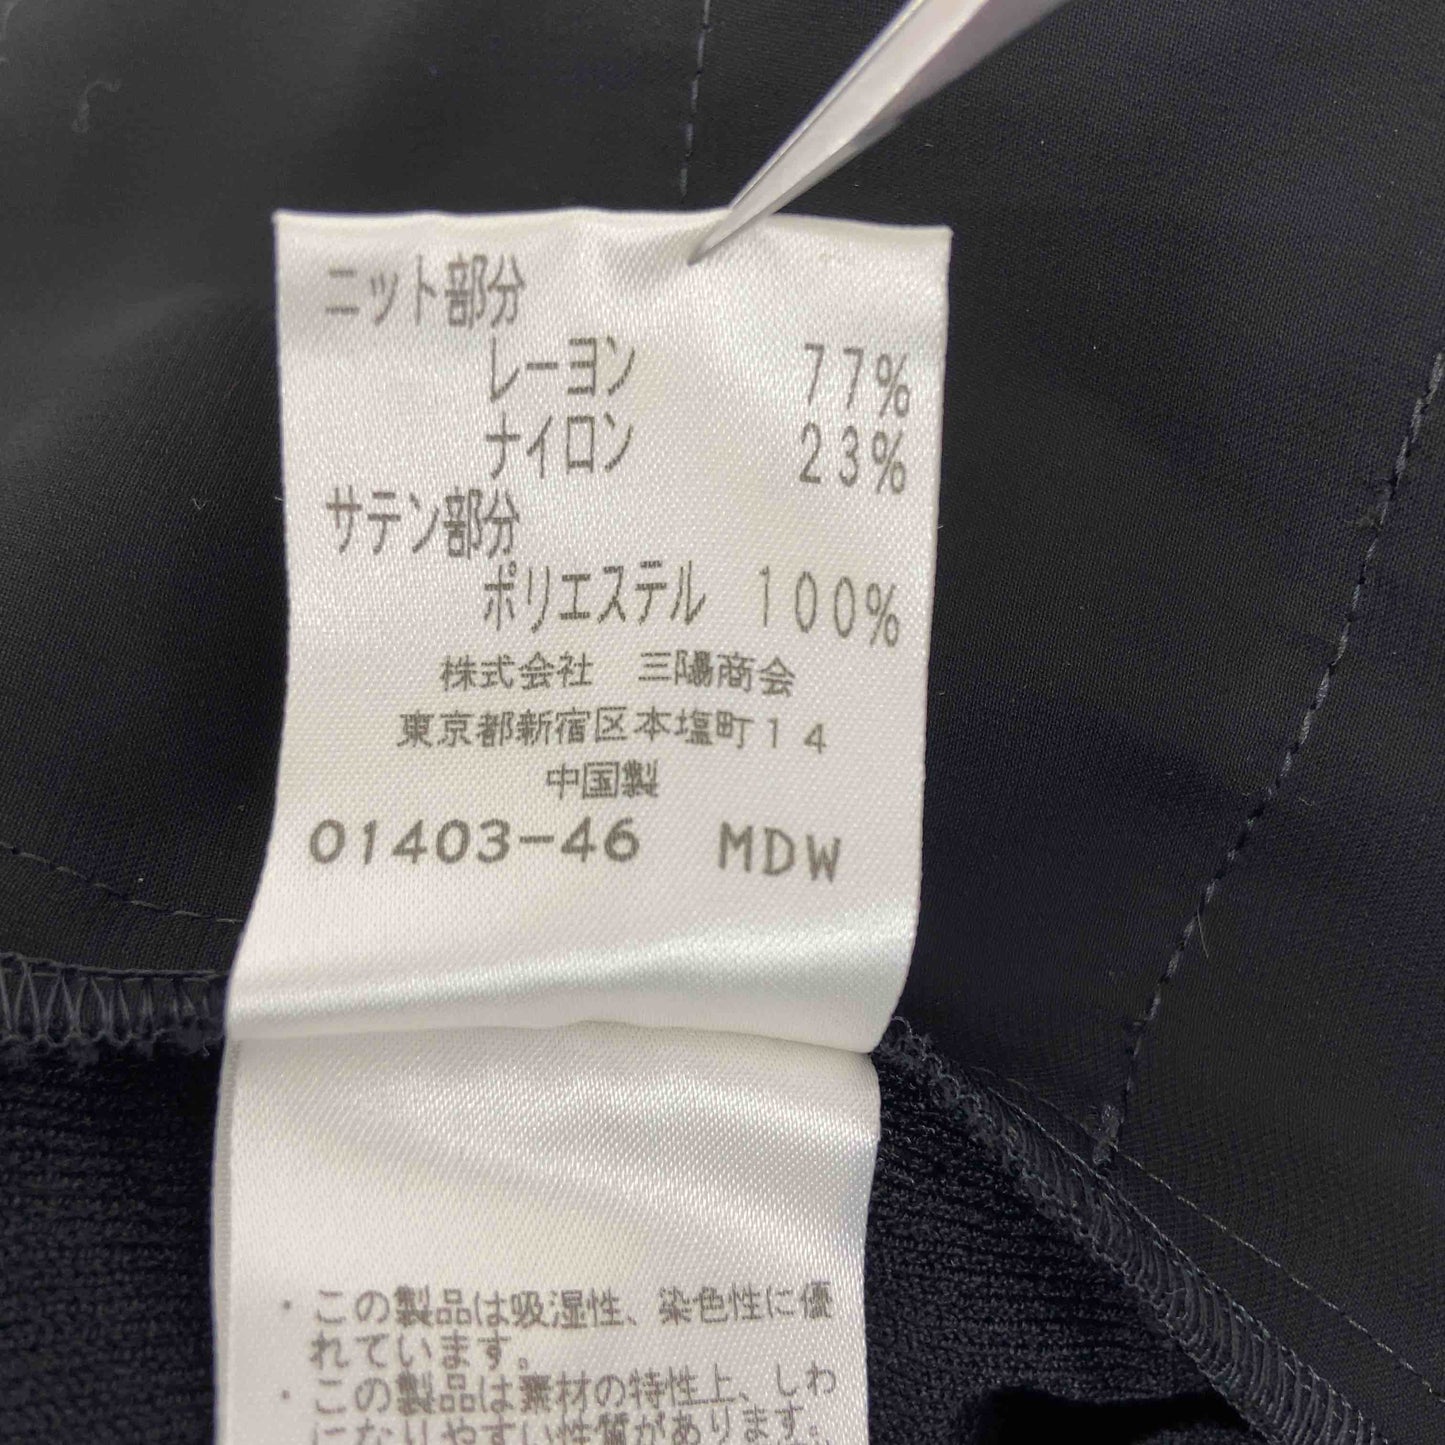 ニット部分
レーヨン 77%
ナイロン 23%
サテン部分
ポリエステル 100%
株式会社 三陽商会
東京都新宿区本塩町14
中国製
01403-46 MDW
・この製品は吸湿性、染色性に優
れています。
・この製品は素材の特性上、しわ
になりやすい性質があります。